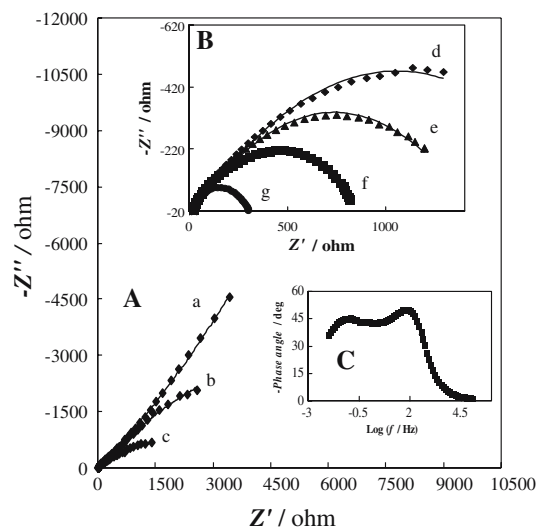 -12000
-10500
-9000
-7500
-6000
-4500
-3000
-1500
0
-Z'' / ohm
0 1500 3000 4500 6000 7500 9000 10500
Z' / ohm
A
a
b
c
B
-620
-420
-220
-20
-Z'' / ohm
0 500 1000
Z' / ohm
d
e
f
g
C
60
45
30
15
0
-Phase angle / deg
-3 -0.5 2 4.5
Log (f / Hz)